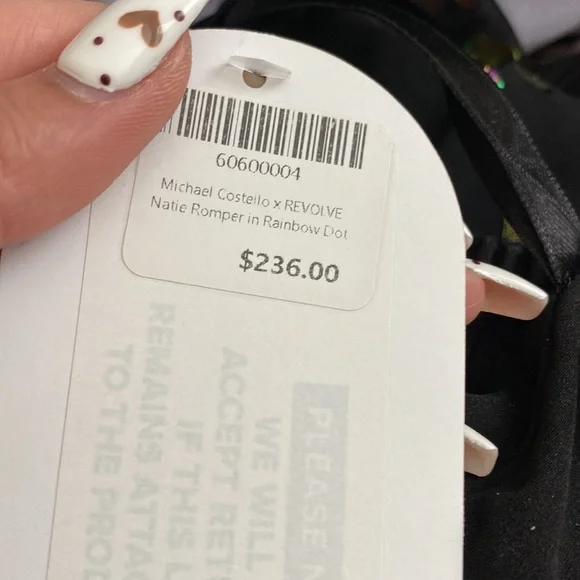 60600004
Michael Costello x REVOLVE
Natie Romper in Rainbow Dot
$236.00
PLEASE
WE WILL
ACCEPT
IF THIS
REMAINS
TO THE